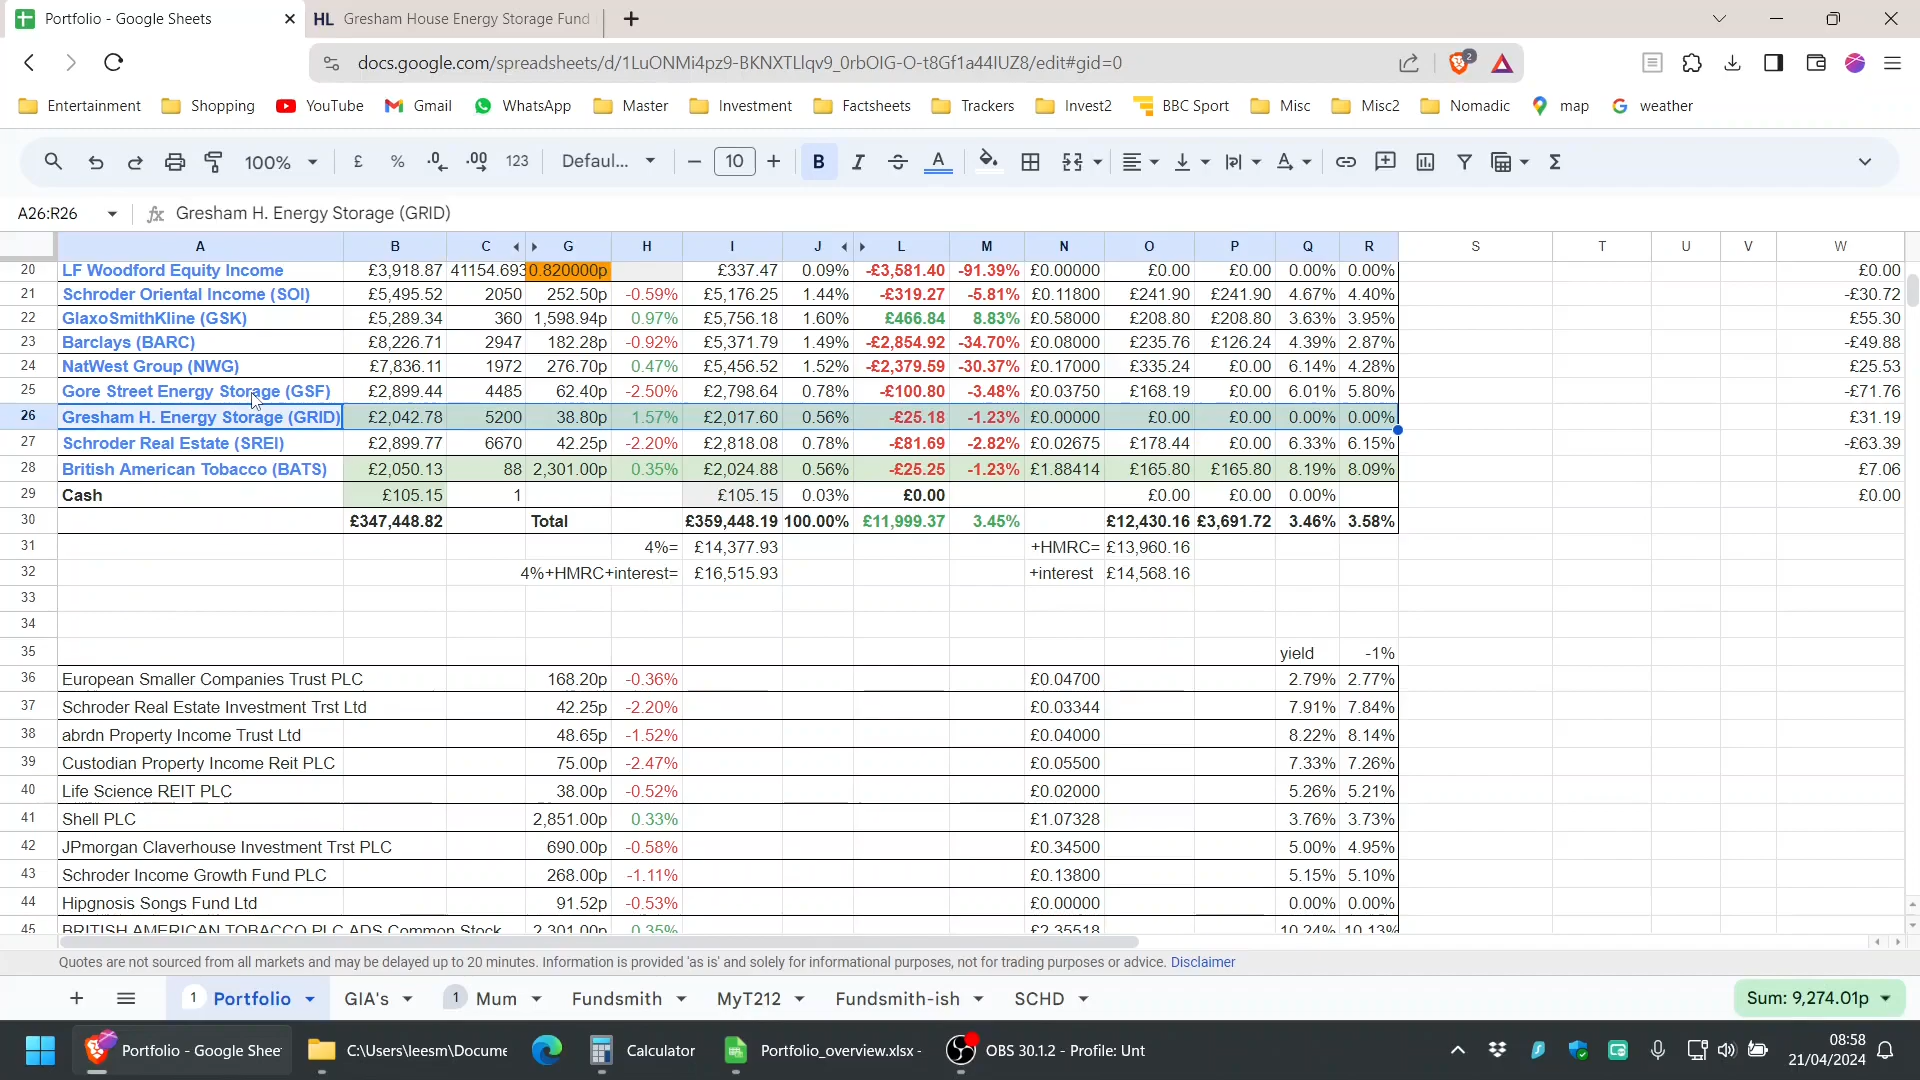 Portfolio - Google Sheets
HL Gresham House Energy Storage Fund
docs.google.com/spreadsheets/d/1LuONMi4pz9-BKNXTLlqv9_0rbOIG-O-t8Gf1a44IUZ8/edit#gid=0
2
Entertainment Shopping YouTube Gmail WhatsApp Master Investment Factsheets Trackers Invest2 BBC Sport Misc Misc2 Nomadic map weather
100% £ % .0 .00 123 Defaul... 10 B I A
A26:R26 fx Gresham H. Energy Storage (GRID)
A B C G H I J L M N O P Q R S T U V W
20 LF Woodford Equity Income £3,918.87 41154.693 0.820000p £337.47 0.09% -£3,581.40 -91.39% £0.00000 £0.00 £0.00 0.00% 0.00% £0.00
21 Schroder Oriental Income (SOI) £5,495.52 2050 252.50p -0.59% £5,176.25 1.44% -£319.27 -5.81% £0.11800 £241.90 £241.90 4.67% 4.40% -£30.72
22 GlaxoSmithKline (GSK) £5,289.34 360 1,598.94p 0.97% £5,756.18 1.60% £466.84 8.83% £0.58000 £208.80 £208.80 3.63% 3.95% £55.30
23 Barclays (BARC) £8,226.71 2947 182.28p -0.92% £5,371.79 1.49% -£2,854.92 -34.70% £0.08000 £235.76 £126.24 4.39% 2.87% -£49.88
24 NatWest Group (NWG) £7,836.11 1972 276.70p 0.47% £5,456.52 1.52% -£2,379.59 -30.37% £0.17000 £335.24 £0.00 6.14% 4.28% £25.53
25 Gore Street Energy Storage (GSF) £2,899.44 4485 62.40p -2.50% £2,798.64 0.78% -£100.80 -3.48% £0.03750 £168.19 £0.00 6.01% 5.80% -£71.76
26 Gresham H. Energy Storage (GRID) £2,042.78 5200 38.80p 1.57% £2,017.60 0.56% -£25.18 -1.23% £0.00000 £0.00 £0.00 0.00% 0.00% £31.19
27 Schroder Real Estate (SREI) £2,899.77 6670 42.25p -2.20% £2,818.08 0.78% -£81.69 -2.82% £0.02675 £178.44 £0.00 6.33% 6.15% -£63.39
28 British American Tobacco (BATS) £2,050.13 88 2,301.00p 0.35% £2,024.88 0.56% -£25.25 -1.23% £1.88414 £165.80 £165.80 8.19% 8.09% £7.06
29 Cash £105.15 1 £105.15 0.03% £0.00 £0.00 £0.00 0.00% £0.00
30 £347,448.82 Total £359,448.19 100.00% £11,999.37 3.45% £12,430.16 £3,691.72 3.46% 3.58%
31 4%= £14,377.93 +HMRC= £13,960.16
32 4%+HMRC+interest= £16,515.93 +interest £14,568.16
33
34
35 yield -1%
36 European Smaller Companies Trust PLC 168.20p -0.36% £0.04700 2.79% 2.77%
37 Schroder Real Estate Investment Trst Ltd 42.25p -2.20% £0.03344 7.91% 7.84%
38 abrdn Property Income Trust Ltd 48.65p -1.52% £0.04000 8.22% 8.14%
39 Custodian Property Income Reit PLC 75.00p -2.47% £0.05500 7.33% 7.26%
40 Life Science REIT PLC 38.00p -0.52% £0.02000 5.26% 5.21%
41 Shell PLC 2,851.00p 0.33% £1.07328 3.76% 3.73%
42 JPmorgan Claverhouse Investment Trst PLC 690.00p -0.58% £0.34500 5.00% 4.95%
43 Schroder Income Growth Fund PLC 268.00p -1.11% £0.13800 5.15% 5.10%
44 Hipgnosis Songs Fund Ltd 91.52p -0.53% £0.00000 0.00% 0.00%
45 BRITISH AMERICAN TOBACCO PLC ADS Common Stock 2,301.00p 0.35% £2.35518 10.24% 10.13%
Quotes are not sourced from all markets and may be delayed up to 20 minutes. Information is provided 'as is' and solely for informational purposes, not for trading purposes or advice. Disclaimer
1 Portfolio GIA's 1 Mum Fundsmith MyT212 Fundsmith-ish SCHD Sum: 9,274.01p
Portfolio - Google Shee C:\Users\leesm\Docume Calculator Portfolio_overview.xlsx - OBS 30.1.2 - Profile: Unt
08:58
21/04/2024